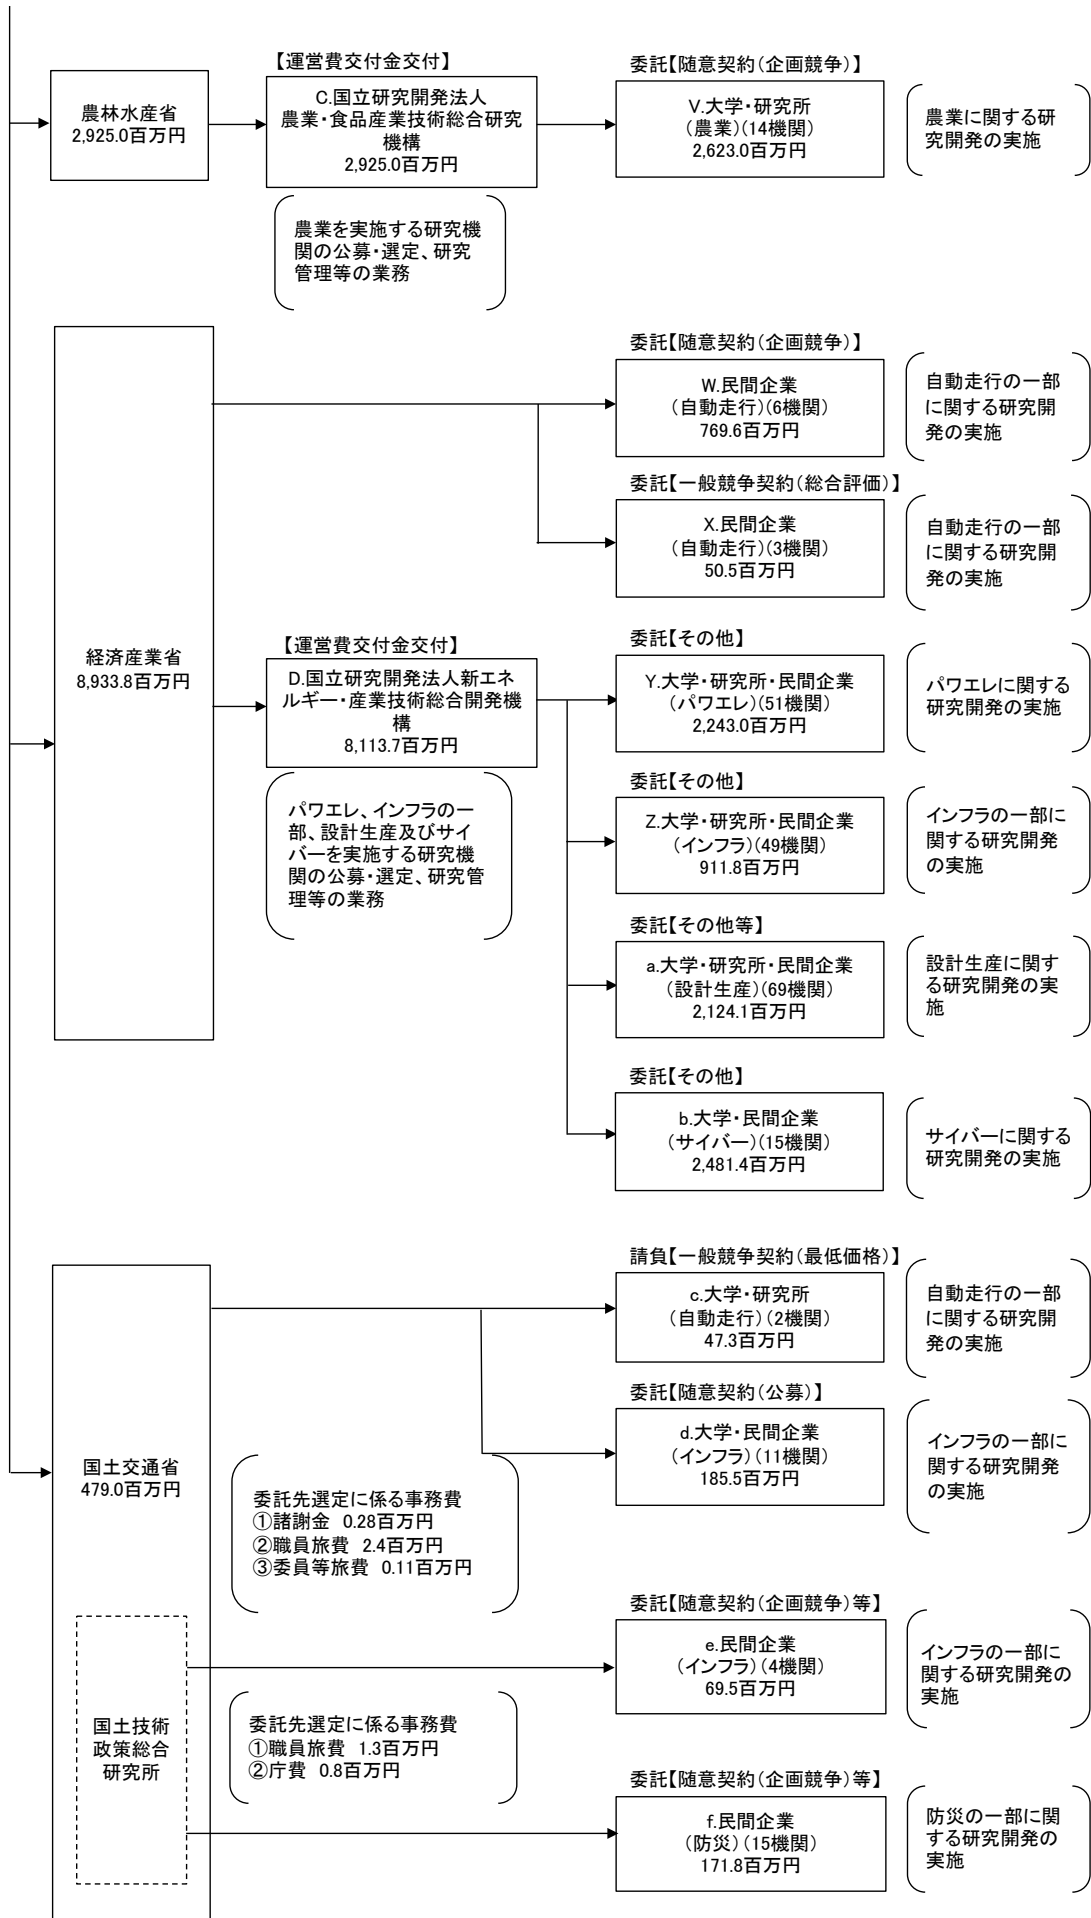 【運営費交付金交付】
委託【随意契約(企画競争)】
農林水産省
2,925.0百万円
C.国立研究開発法人
農業・食品産業技術総合研究
機構
2,925.0百万円
V.大学・研究所
(農業)(14機関)
2,623.0百万円
農業に関する研
究開発の実施
農業を実施する研究機
関の公募・選定、研究
管理等の業務
委託【随意契約(企画競争)】
W.民間企業
(自動走行)(6機関)
769.6百万円
自動走行の一部
に関する研究開
発の実施
委託【一般競争契約(総合評価)】
X.民間企業
(自動走行)(3機関)
50.5百万円
自動走行の一部
に関する研究開
発の実施
経済産業省
8,933.8百万円
【運営費交付金交付】
D.国立研究開発法人新エネ
ルギー・産業技術総合開発機
構
8,113.7百万円
委託【その他】
Y.大学・研究所・民間企業
(パワエレ)(51機関)
2,243.0百万円
パワエレに関する
研究開発の実施
パワエレ、インフラの一
部、設計生産及びサイ
バーを実施する研究機
関の公募・選定、研究管
理等の業務
委託【その他】
Z.大学・研究所・民間企業
(インフラ)(49機関)
911.8百万円
インフラの一部に
関する研究開発
の実施
委託【その他等】
a.大学・研究所・民間企業
(設計生産)(69機関)
2,124.1百万円
設計生産に関す
る研究開発の実
施
委託【その他】
b.大学・民間企業
(サイバー)(15機関)
2,481.4百万円
サイバーに関する
研究開発の実施
請負【一般競争契約(最低価格)】
c.大学・研究所
(自動走行)(2機関)
47.3百万円
自動走行の一部
に関する研究開
発の実施
委託【随意契約(公募)】
d.大学・民間企業
(インフラ)(11機関)
185.5百万円
インフラの一部に
関する研究開発
の実施
国土交通省
479.0百万円
委託先選定に係る事務費
①諸謝金 0.28百万円
②職員旅費 2.4百万円
③委員等旅費 0.11百万円
委託【随意契約(企画競争)等】
e.民間企業
(インフラ)(4機関)
69.5百万円
インフラの一部に
関する研究開発の
実施
国土技術
政策総合
研究所
委託先選定に係る事務費
①職員旅費 1.3百万円
②庁費 0.8百万円
委託【随意契約(企画競争)等】
f.民間企業
(防災)(15機関)
171.8百万円
防災の一部に関
する研究開発の
実施